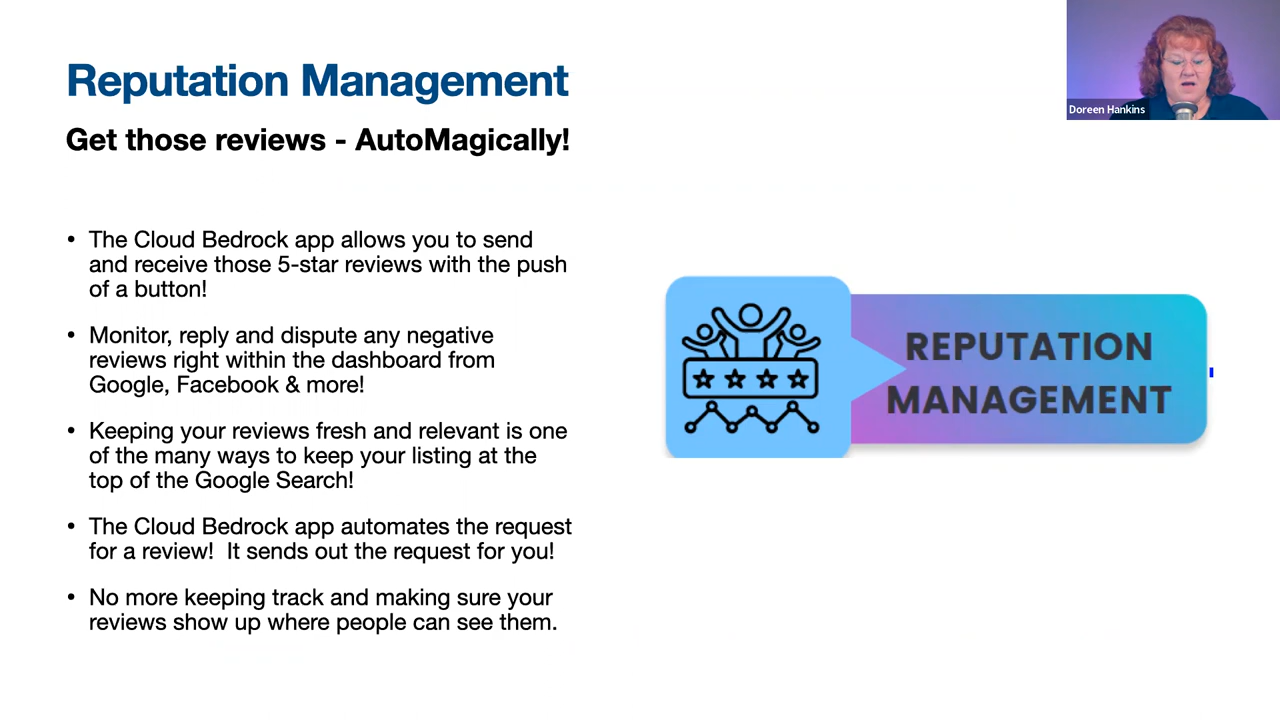 Reputation Management
Get those reviews - AutoMagically!
• The Cloud Bedrock app allows you to send
and receive those 5-star reviews with the push
of a button!
• Monitor, reply and dispute any negative
reviews right within the dashboard from
Google, Facebook & more!
• Keeping your reviews fresh and relevant is one
of the many ways to keep your listing at the
top of the Google Search!
• The Cloud Bedrock app automates the request
for a review!  It sends out the request for you!
• No more keeping track and making sure your
reviews show up where people can see them.
REPUTATION
MANAGEMENT
Doreen Hankins